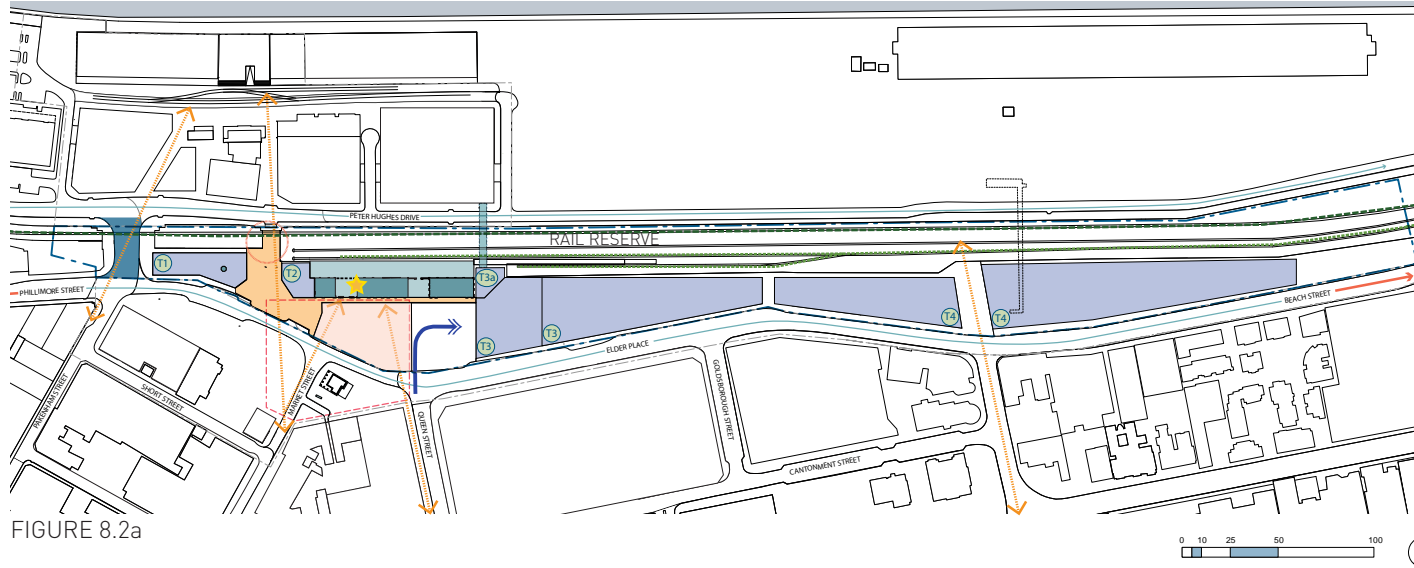 PETER HUGHES DRIVE
RAIL RESERVE
T1
T2
T3a
PHILLIMORE STREET
BEACH STREET
T4
T4
T3
T3
ELDER PLACE
PAKENHAM STREET
SHORT STREET
MARKET STREET
QUEEN STREET
GOLDSBOROUGH STREET
CANTONMENT STREET
FIGURE 8.2a
0 10 25 50 100